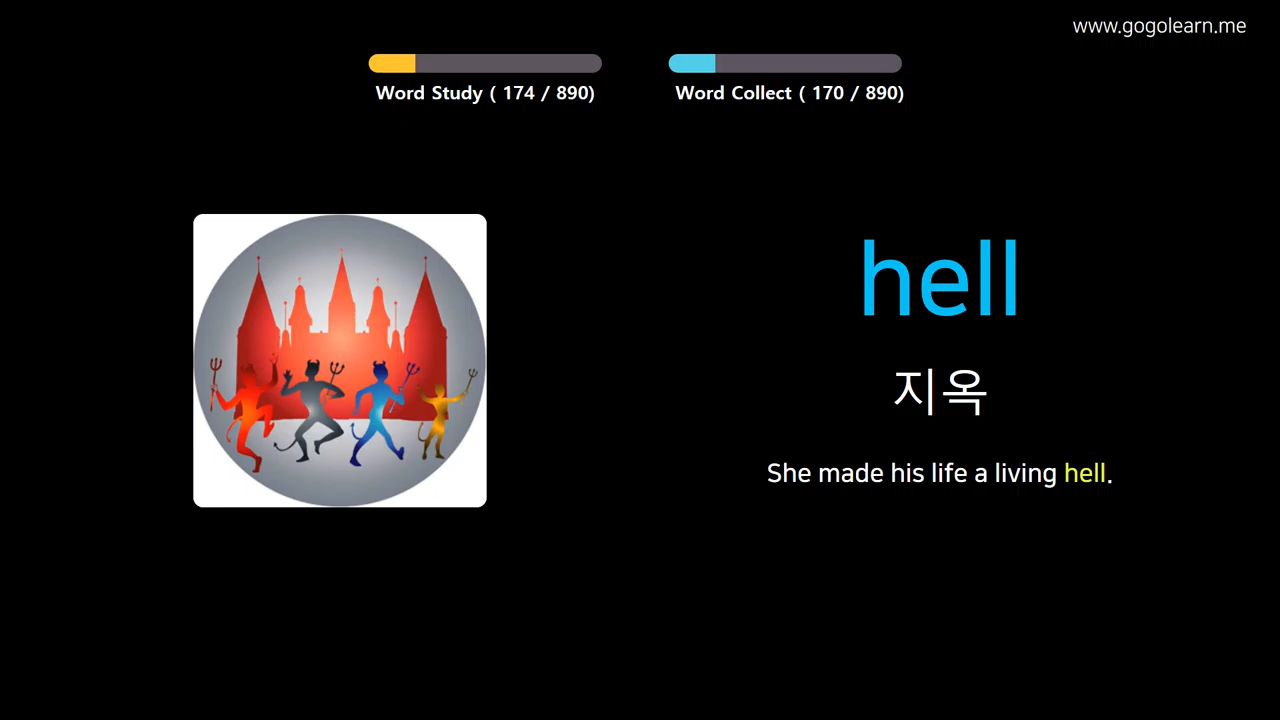 www.gogolearn.me
Word Study ( 174 / 890)
Word Collect ( 170 / 890)
hell
지옥
She made his life a living hell.